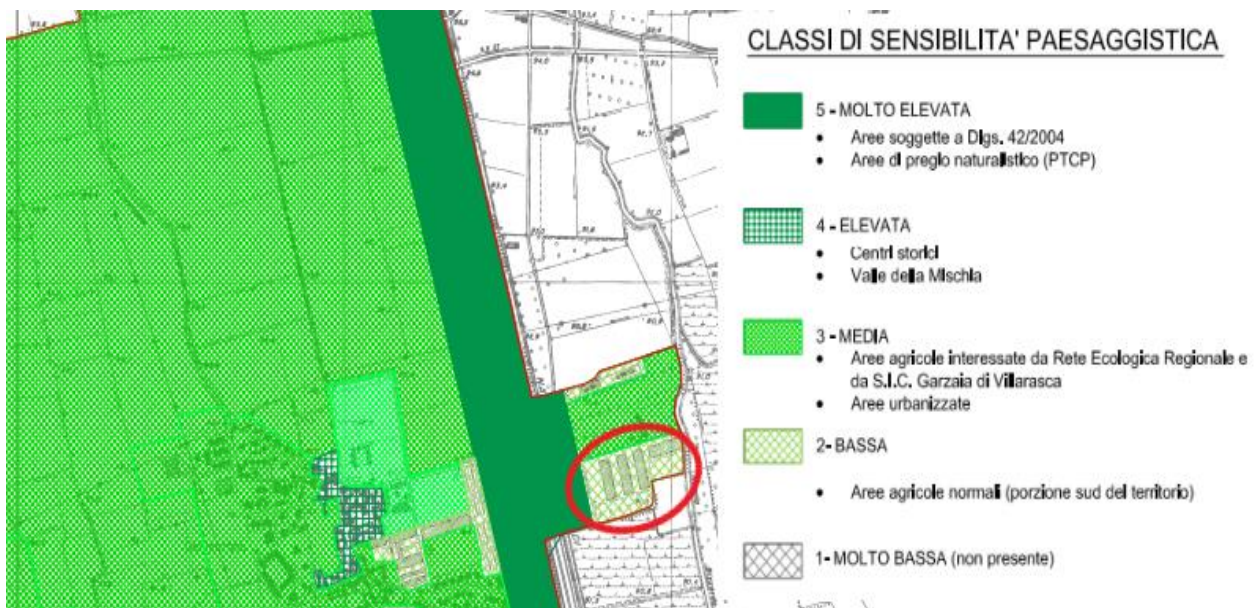 CLASSI DI SENSIBILITA' PAESAGGISTICA
5 - MOLTO ELEVATA
• Aree soggette a Dlgs. 42/2004
• Aree di pregio naturalistico (PTCP)
4 - ELEVATA
• Centri storici
• Valle della Mischia
3 - MEDIA
• Aree agricole interessate da Rete Ecologica Regionale e
da S.I.C. Garzaia di Villarasca
• Aree urbanizzate
2- BASSA
• Aree agricole normali (porzione sud del territorio)
1- MOLTO BASSA (non presente)